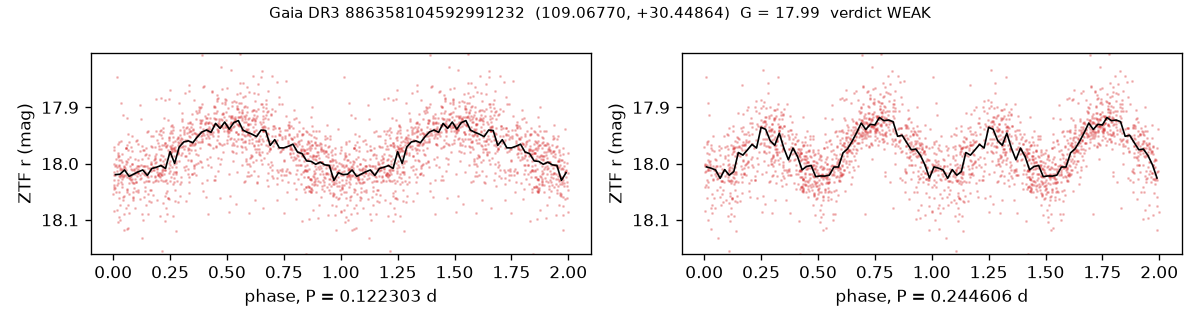 Gaia DR3 886358104592991232  (109.06770, +30.44864)  G = 17.99  verdict WEAK
ZTF r (mag)
17.9
18.0
18.1
0.00 0.25 0.50 0.75 1.00 1.25 1.50 1.75 2.00
phase, P = 0.122303 d
ZTF r (mag)
17.9
18.0
18.1
0.00 0.25 0.50 0.75 1.00 1.25 1.50 1.75 2.00
phase, P = 0.244606 d